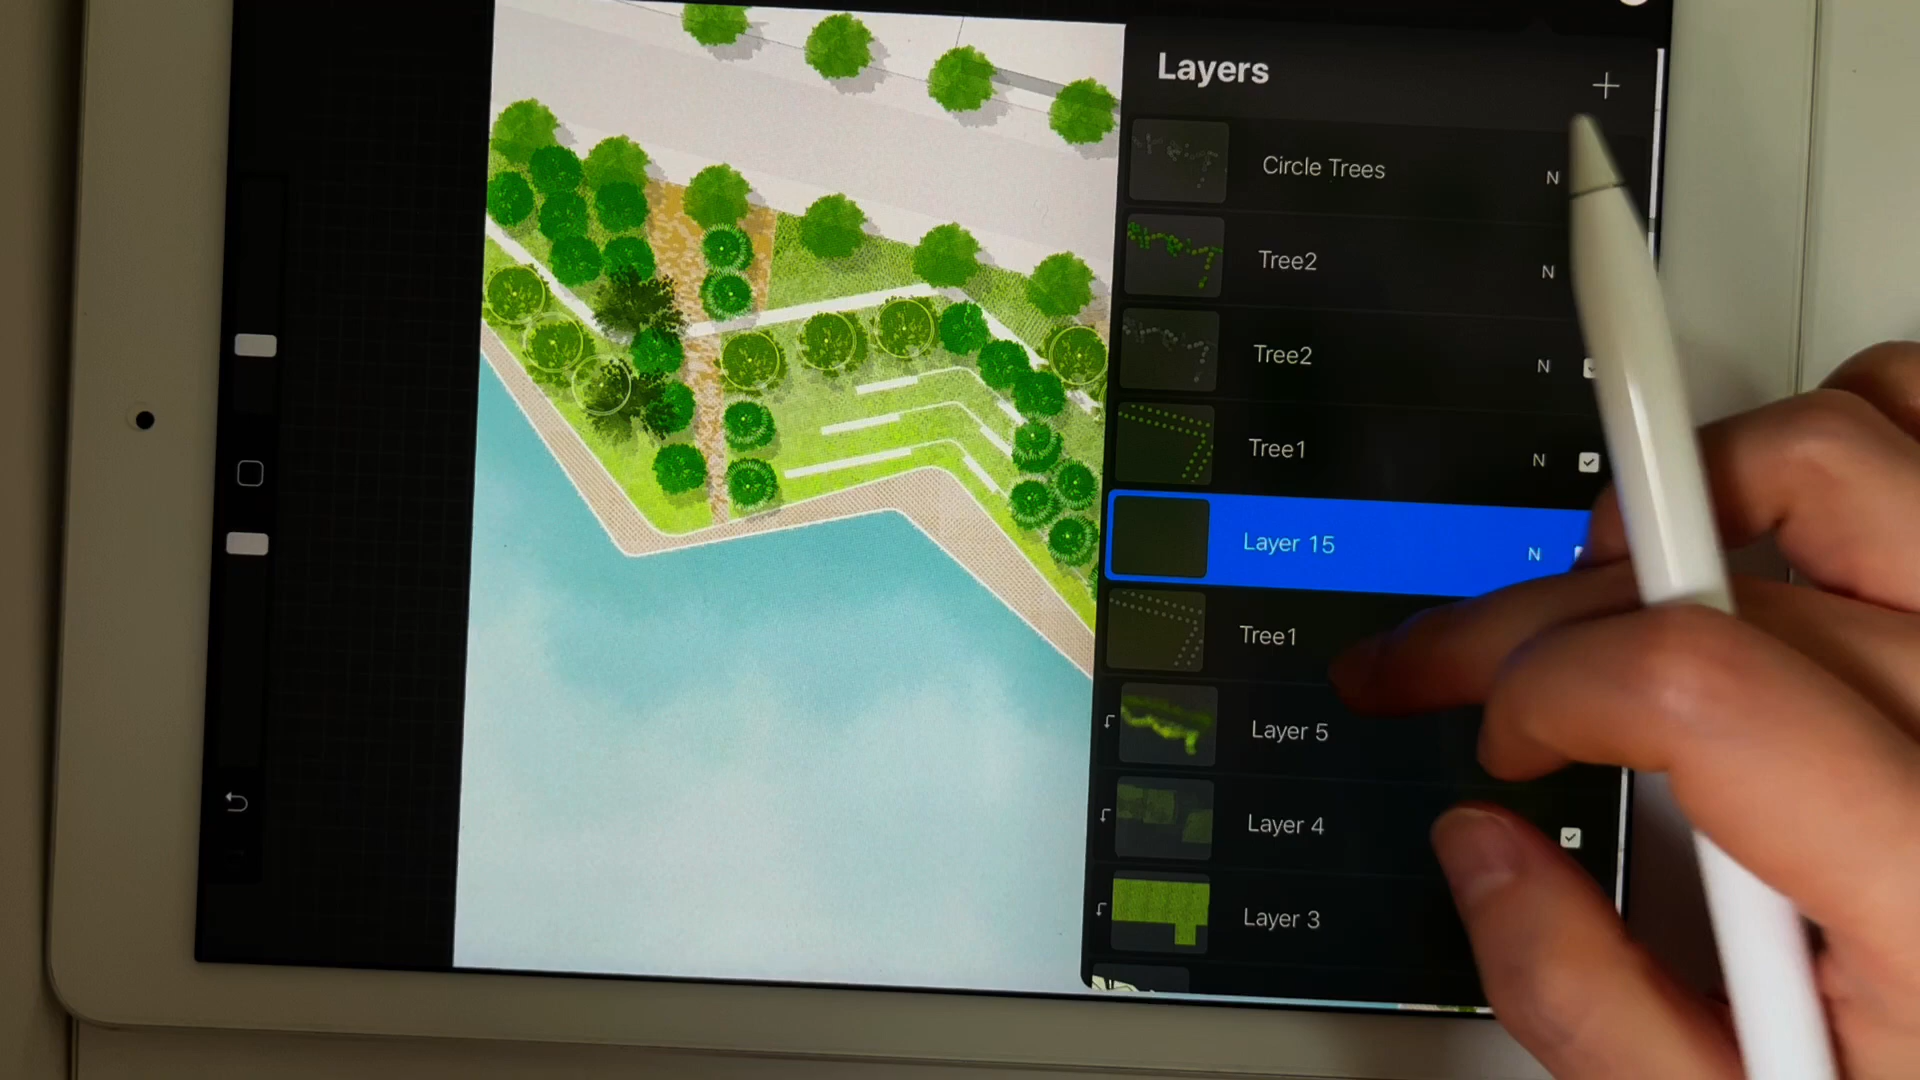 Layers
Circle Trees N
Tree2 N
Tree2 N
Tree1 N
Layer 15 N
Tree1
Layer 5
Layer 4
Layer 3